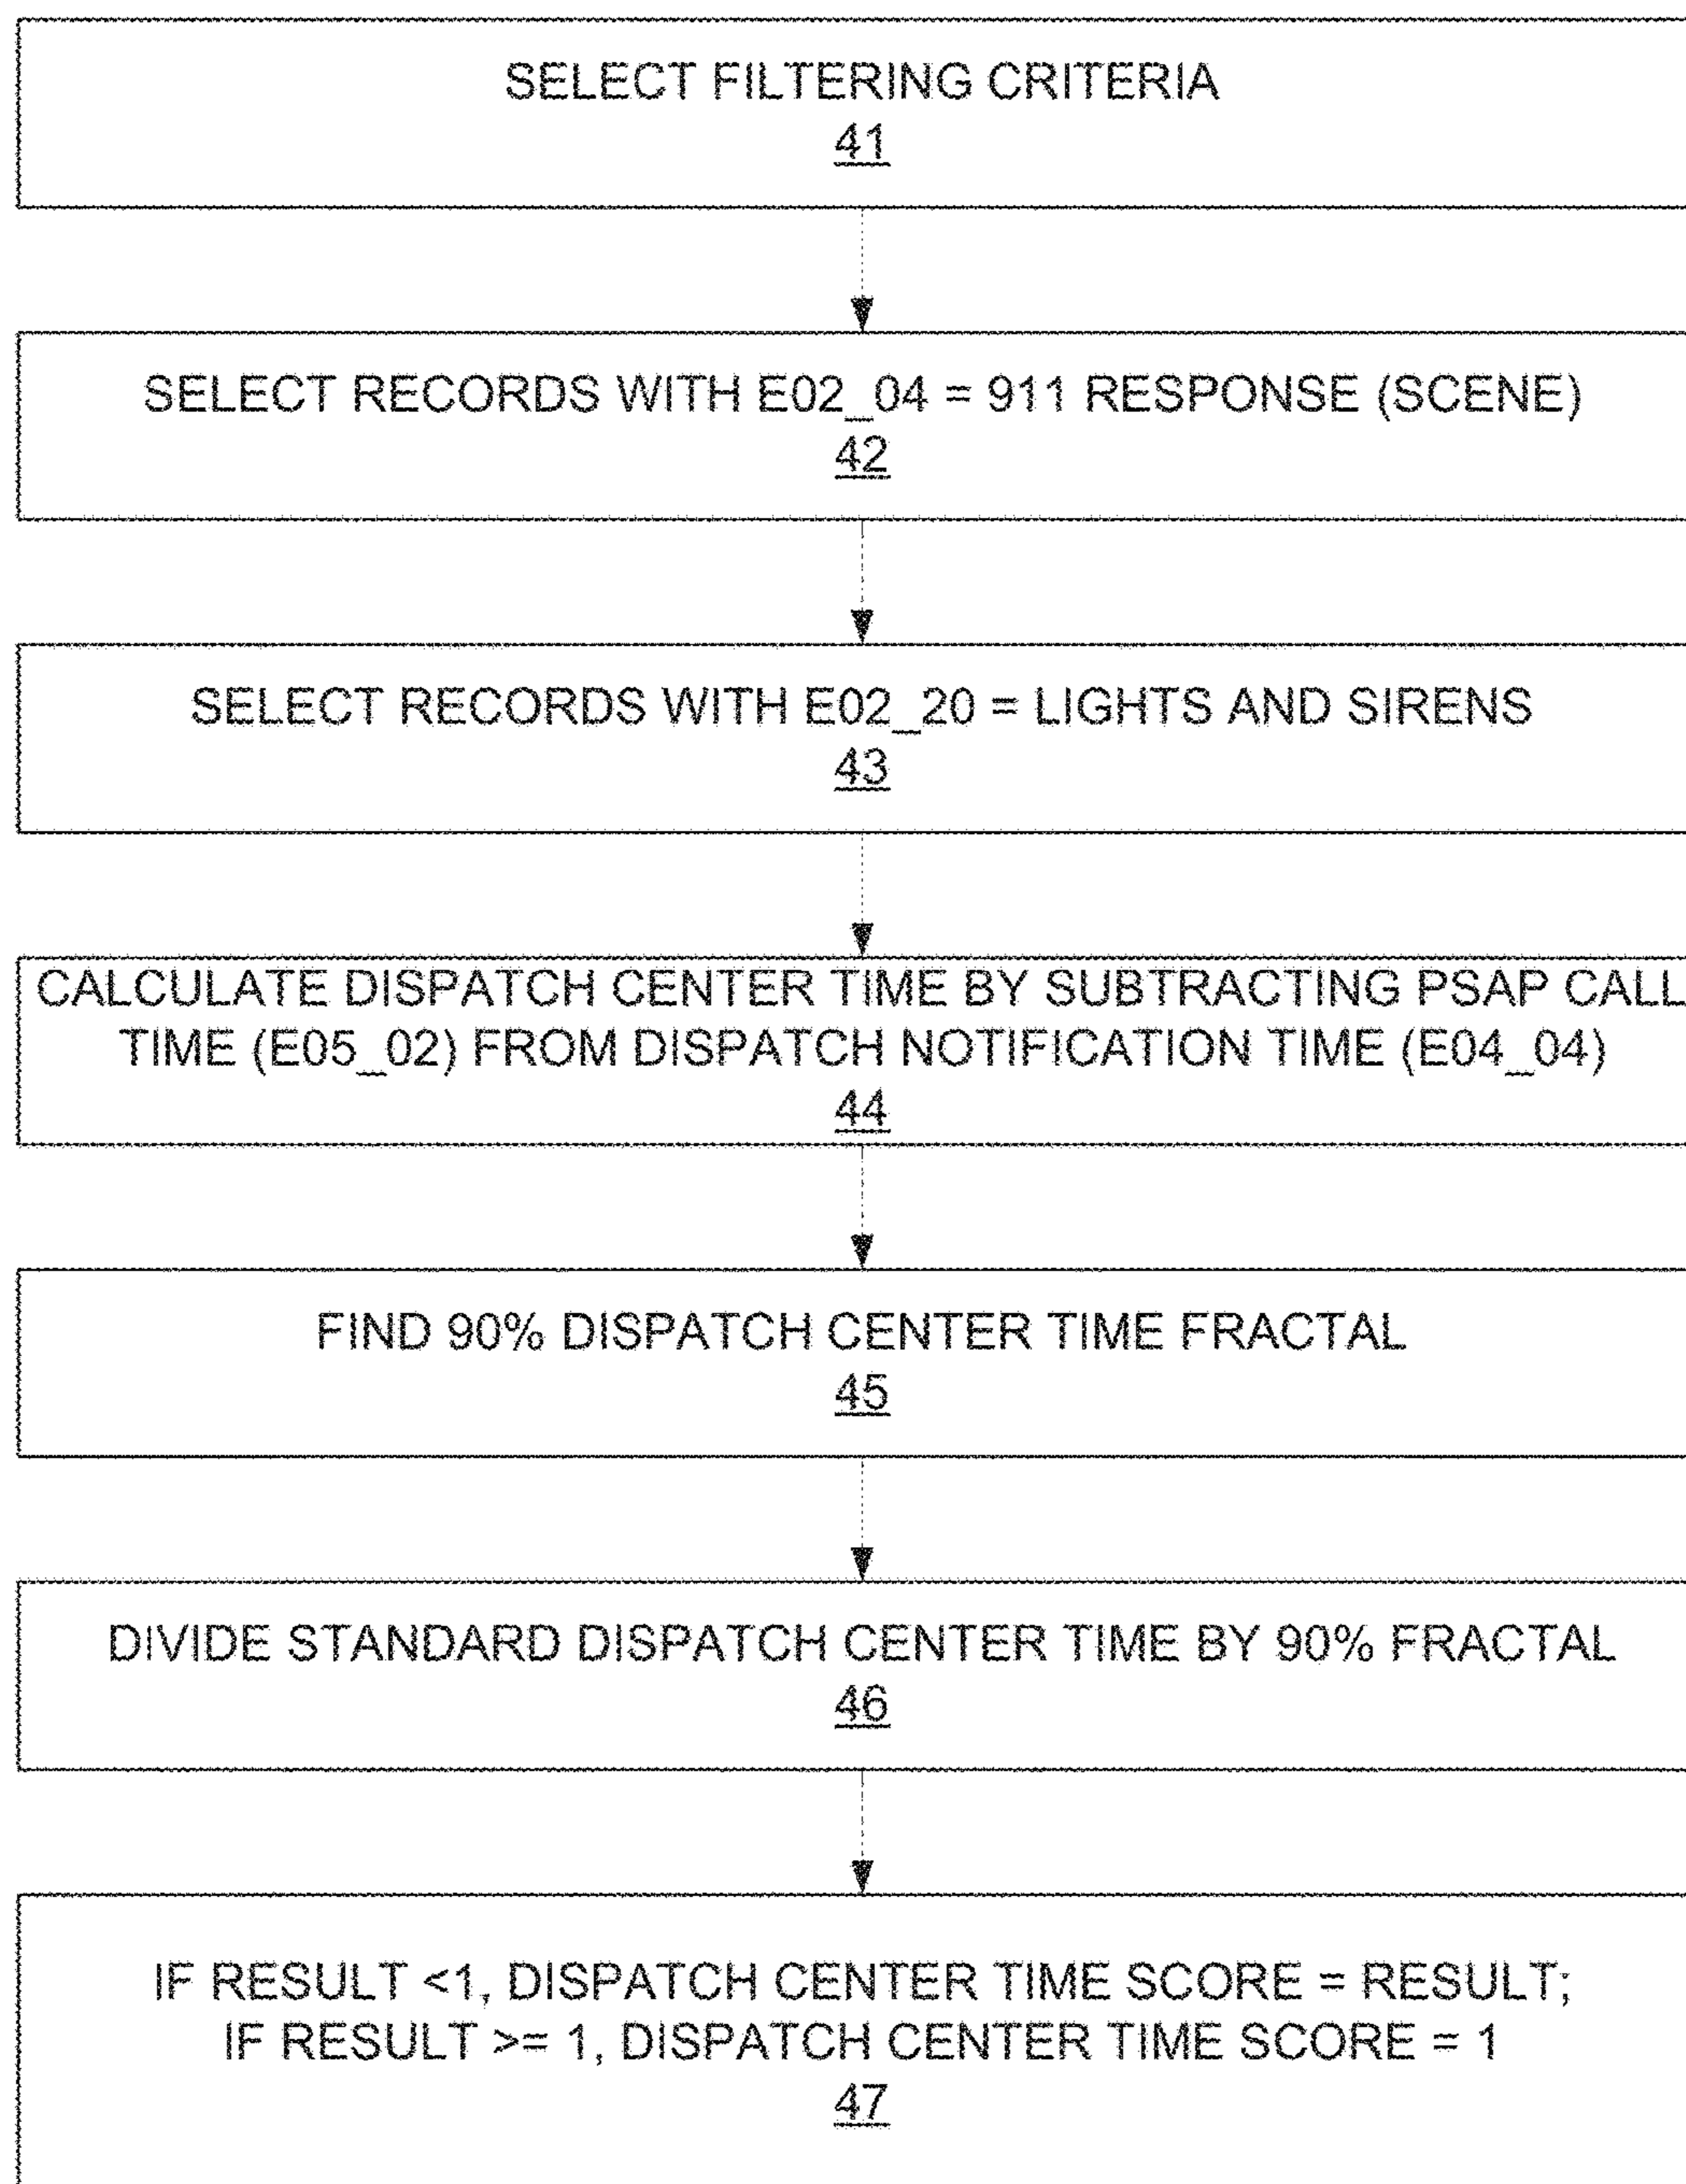 SELECT FILTERING CRITERIA
41
SELECT RECORDS WITH E02_04 = 911 RESPONSE (SCENE)
42
SELECT RECORDS WITH E02_20 = LIGHTS AND SIRENS
43
CALCULATE DISPATCH CENTER TIME BY SUBTRACTING PSAP CALL
TIME (E05_02) FROM DISPATCH NOTIFICATION TIME (E04_04)
44
FIND 90% DISPATCH CENTER TIME FRACTAL
45
DIVIDE STANDARD DISPATCH CENTER TIME BY 90% FRACTAL
46
IF RESULT <1, DISPATCH CENTER TIME SCORE = RESULT;
IF RESULT >= 1, DISPATCH CENTER TIME SCORE = 1
47